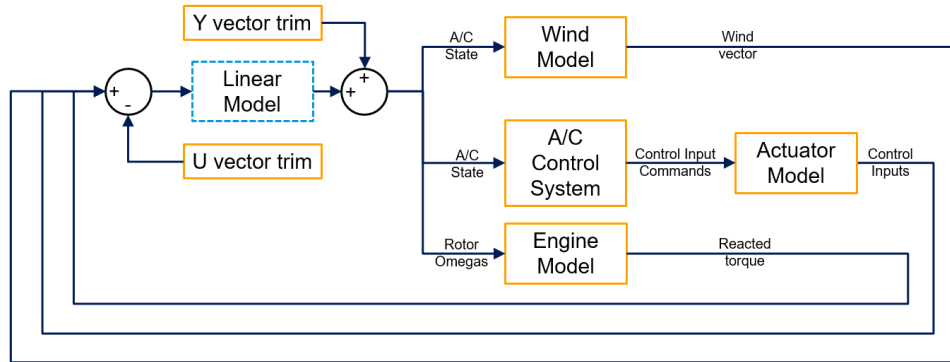 Y vector trim
A/C
State
Wind
Model
Wind
vector
+
-
Linear
Model
+
+
U vector trim
A/C
State
A/C
Control
System
Control Input
Commands
Actuator
Model
Control
Inputs
Rotor
Omegas
Engine
Model
Reacted
torque